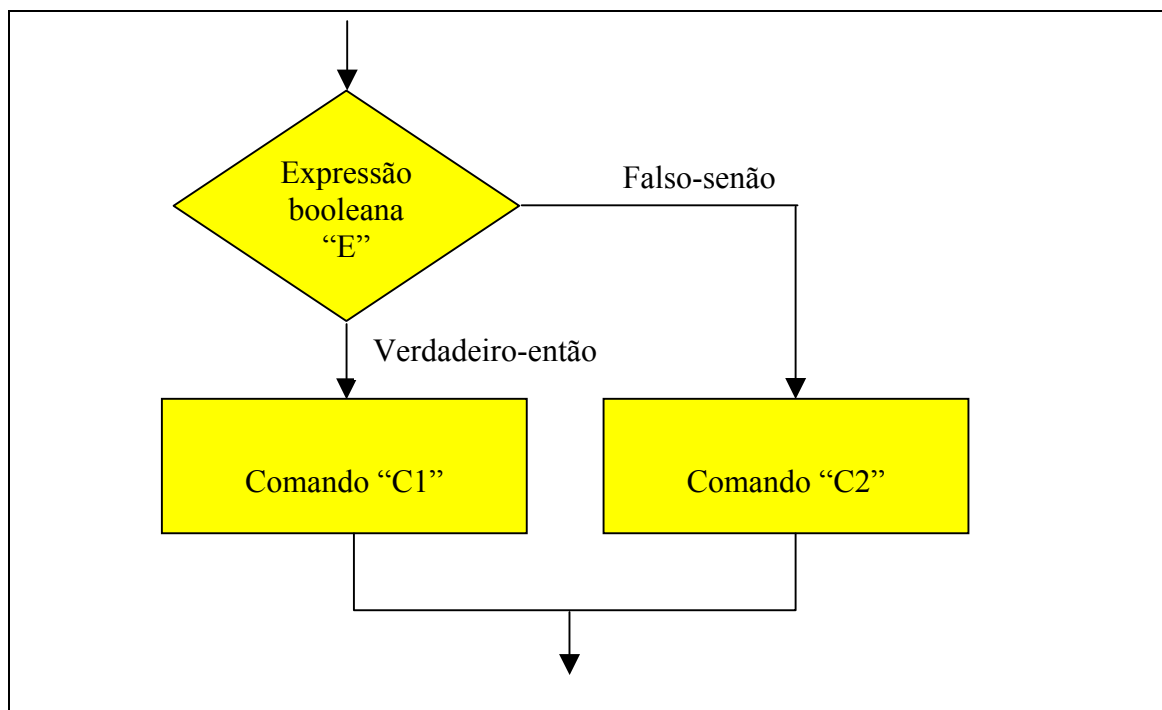 Expressão
booleana
“E”
Falso-senão
Verdadeiro-então
Comando “C1”
Comando “C2”